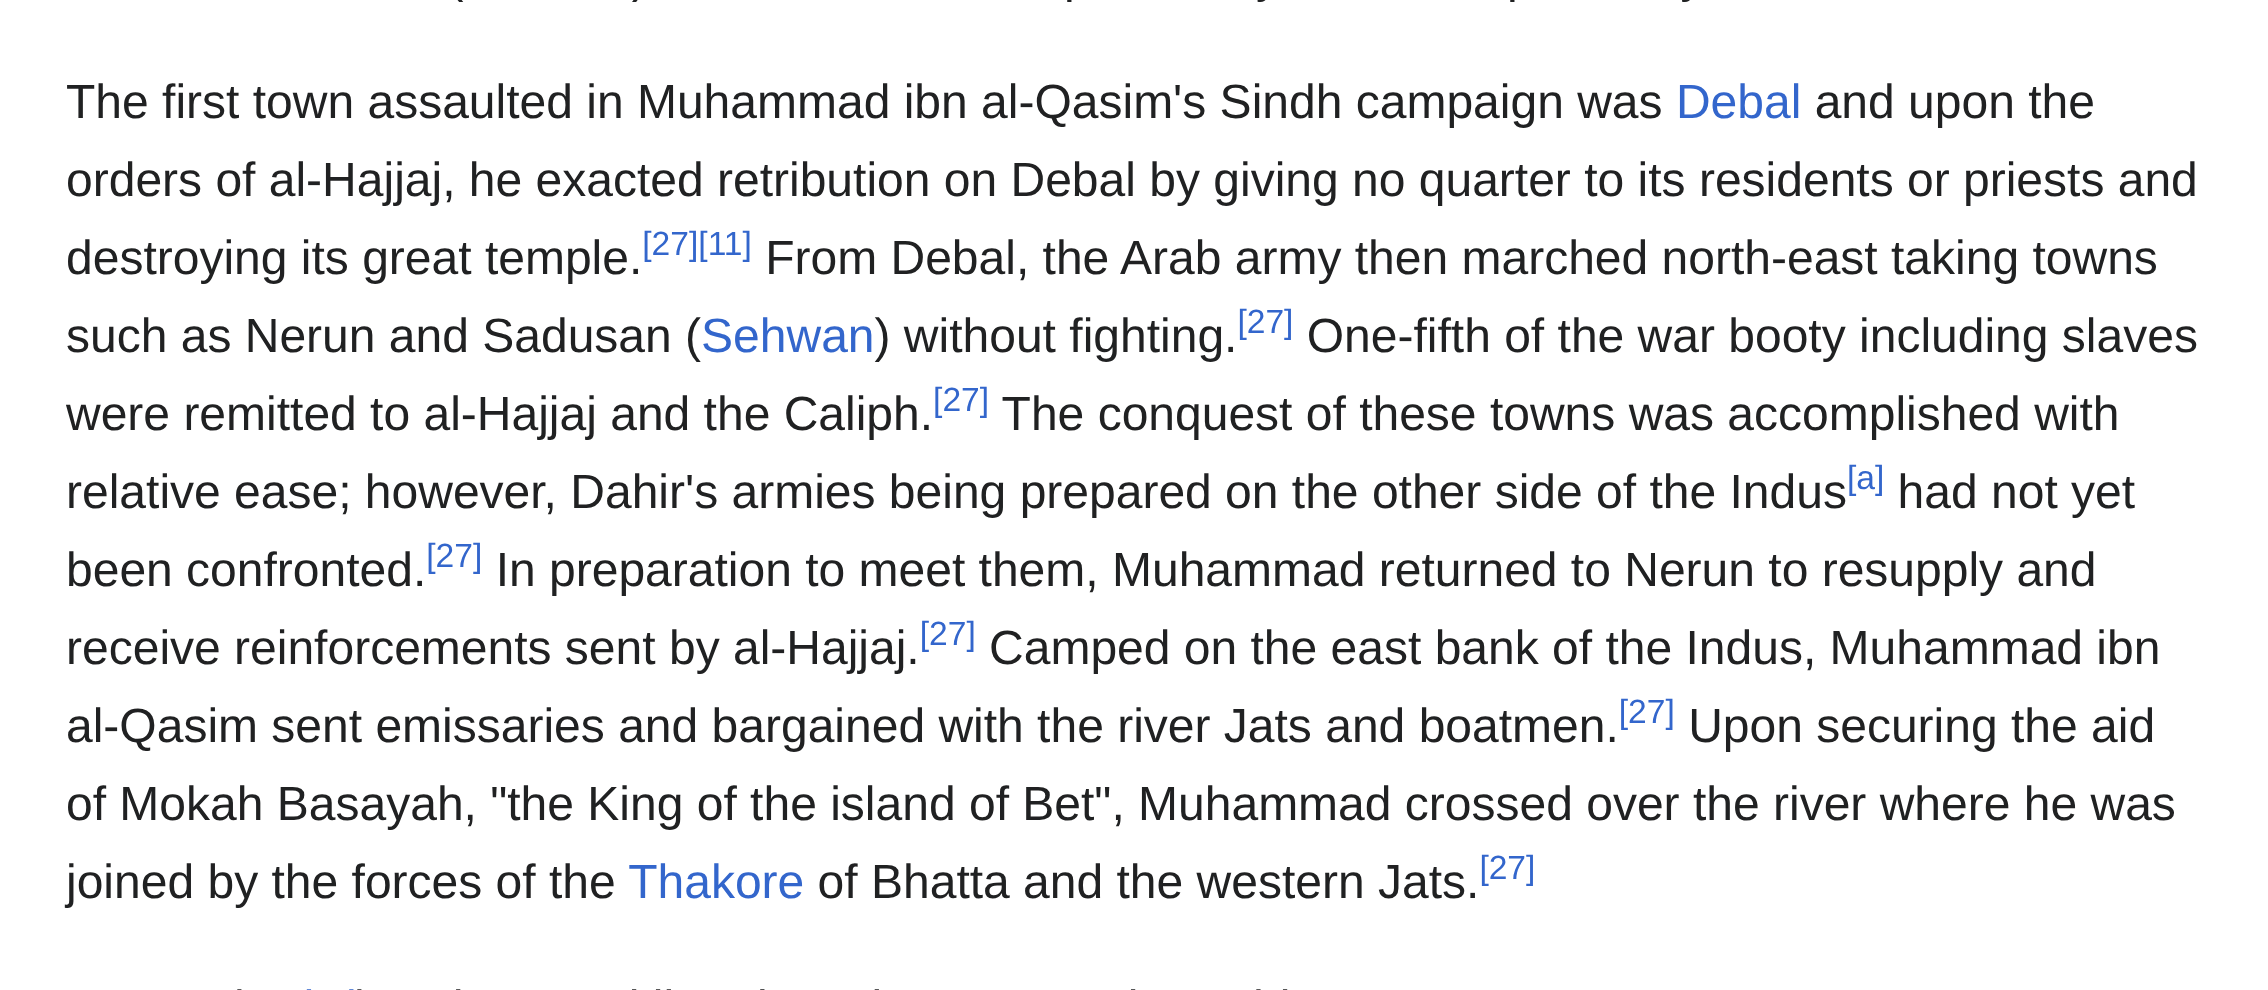 The first town assaulted in Muhammad ibn al-Qasim's Sindh campaign was Debal and upon the
orders of al-Hajjaj, he exacted retribution on Debal by giving no quarter to its residents or priests and
destroying its great temple.[27][11] From Debal, the Arab army then marched north-east taking towns
such as Nerun and Sadusan (Sehwan) without fighting.[27] One-fifth of the war booty including slaves
were remitted to al-Hajjaj and the Caliph.[27] The conquest of these towns was accomplished with
relative ease; however, Dahir's armies being prepared on the other side of the Indus[a] had not yet
been confronted.[27] In preparation to meet them, Muhammad returned to Nerun to resupply and
receive reinforcements sent by al-Hajjaj.[27] Camped on the east bank of the Indus, Muhammad ibn
al-Qasim sent emissaries and bargained with the river Jats and boatmen.[27] Upon securing the aid
of Mokah Basayah, "the King of the island of Bet", Muhammad crossed over the river where he was
joined by the forces of the Thakore of Bhatta and the western Jats.[27]